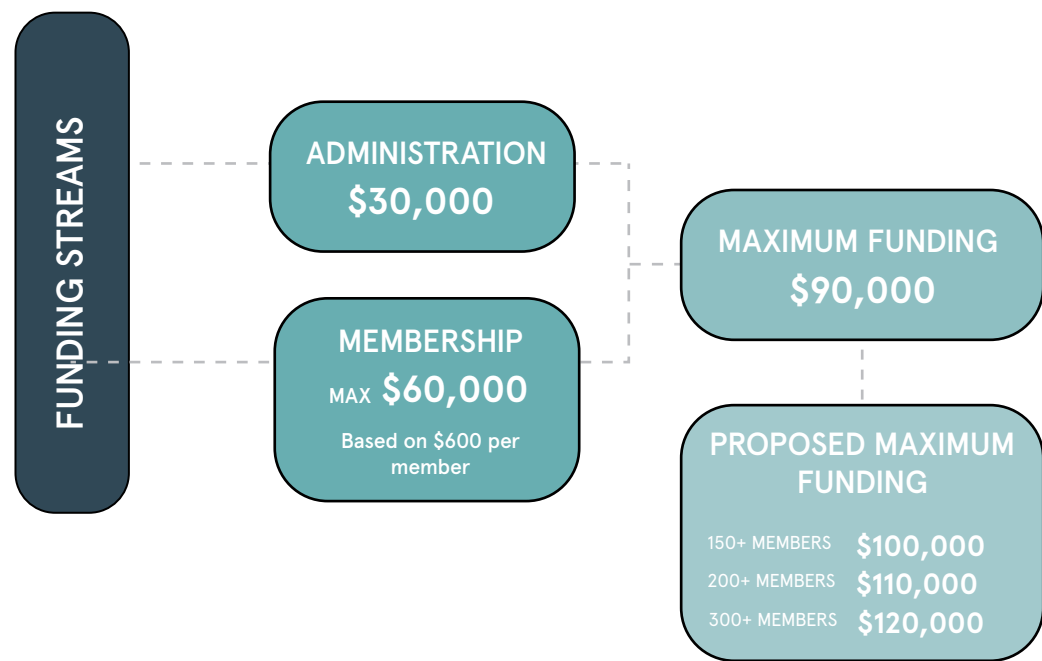 FUNDING STREAMS
ADMINISTRATION
$30,000
MEMBERSHIP
MAX $60,000
Based on $600 per
member
MAXIMUM FUNDING
$90,000
PROPOSED MAXIMUM
FUNDING
150+ MEMBERS $100,000
200+ MEMBERS $110,000
300+ MEMBERS $120,000